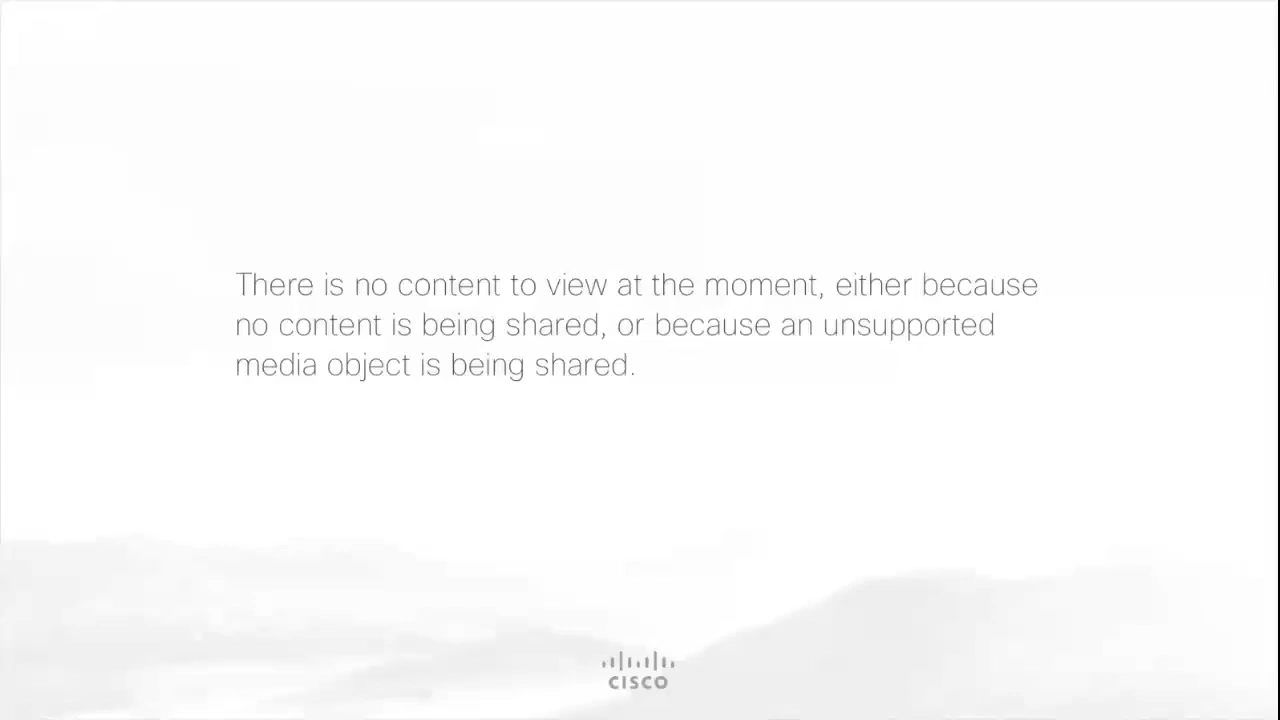 There is no content to view at the moment, either because
no content is being shared, or because an unsupported
media object is being shared.
CISCO